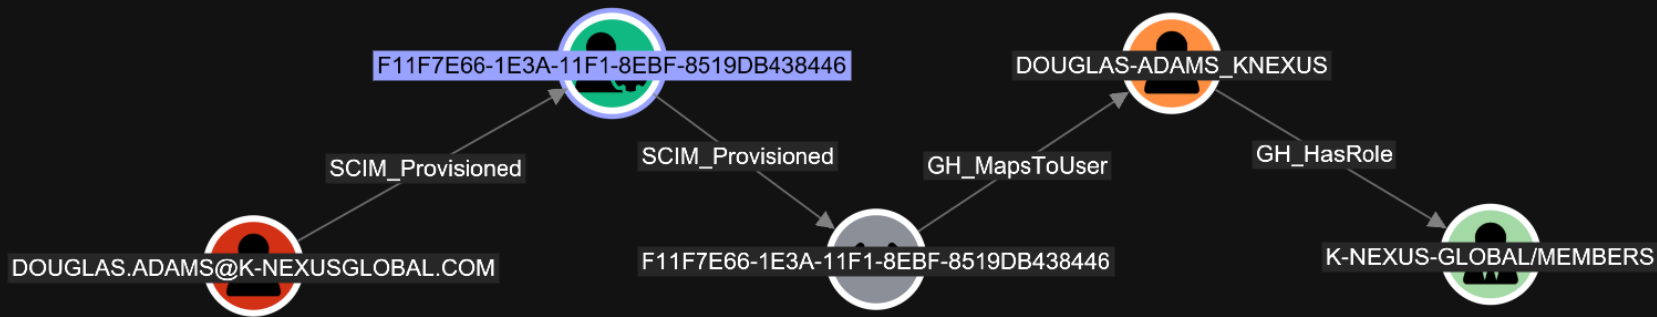 DOUGLAS.ADAMS@K-NEXUSGLOBAL.COM
SCIM_Provisioned
F11F7E66-1E3A-11F1-8EBF-8519DB438446
SCIM_Provisioned
F11F7E66-1E3A-11F1-8EBF-8519DB438446
GH_MapsToUser
DOUGLAS-ADAMS_KNEXUS
GH_HasRole
K-NEXUS-GLOBAL/MEMBERS